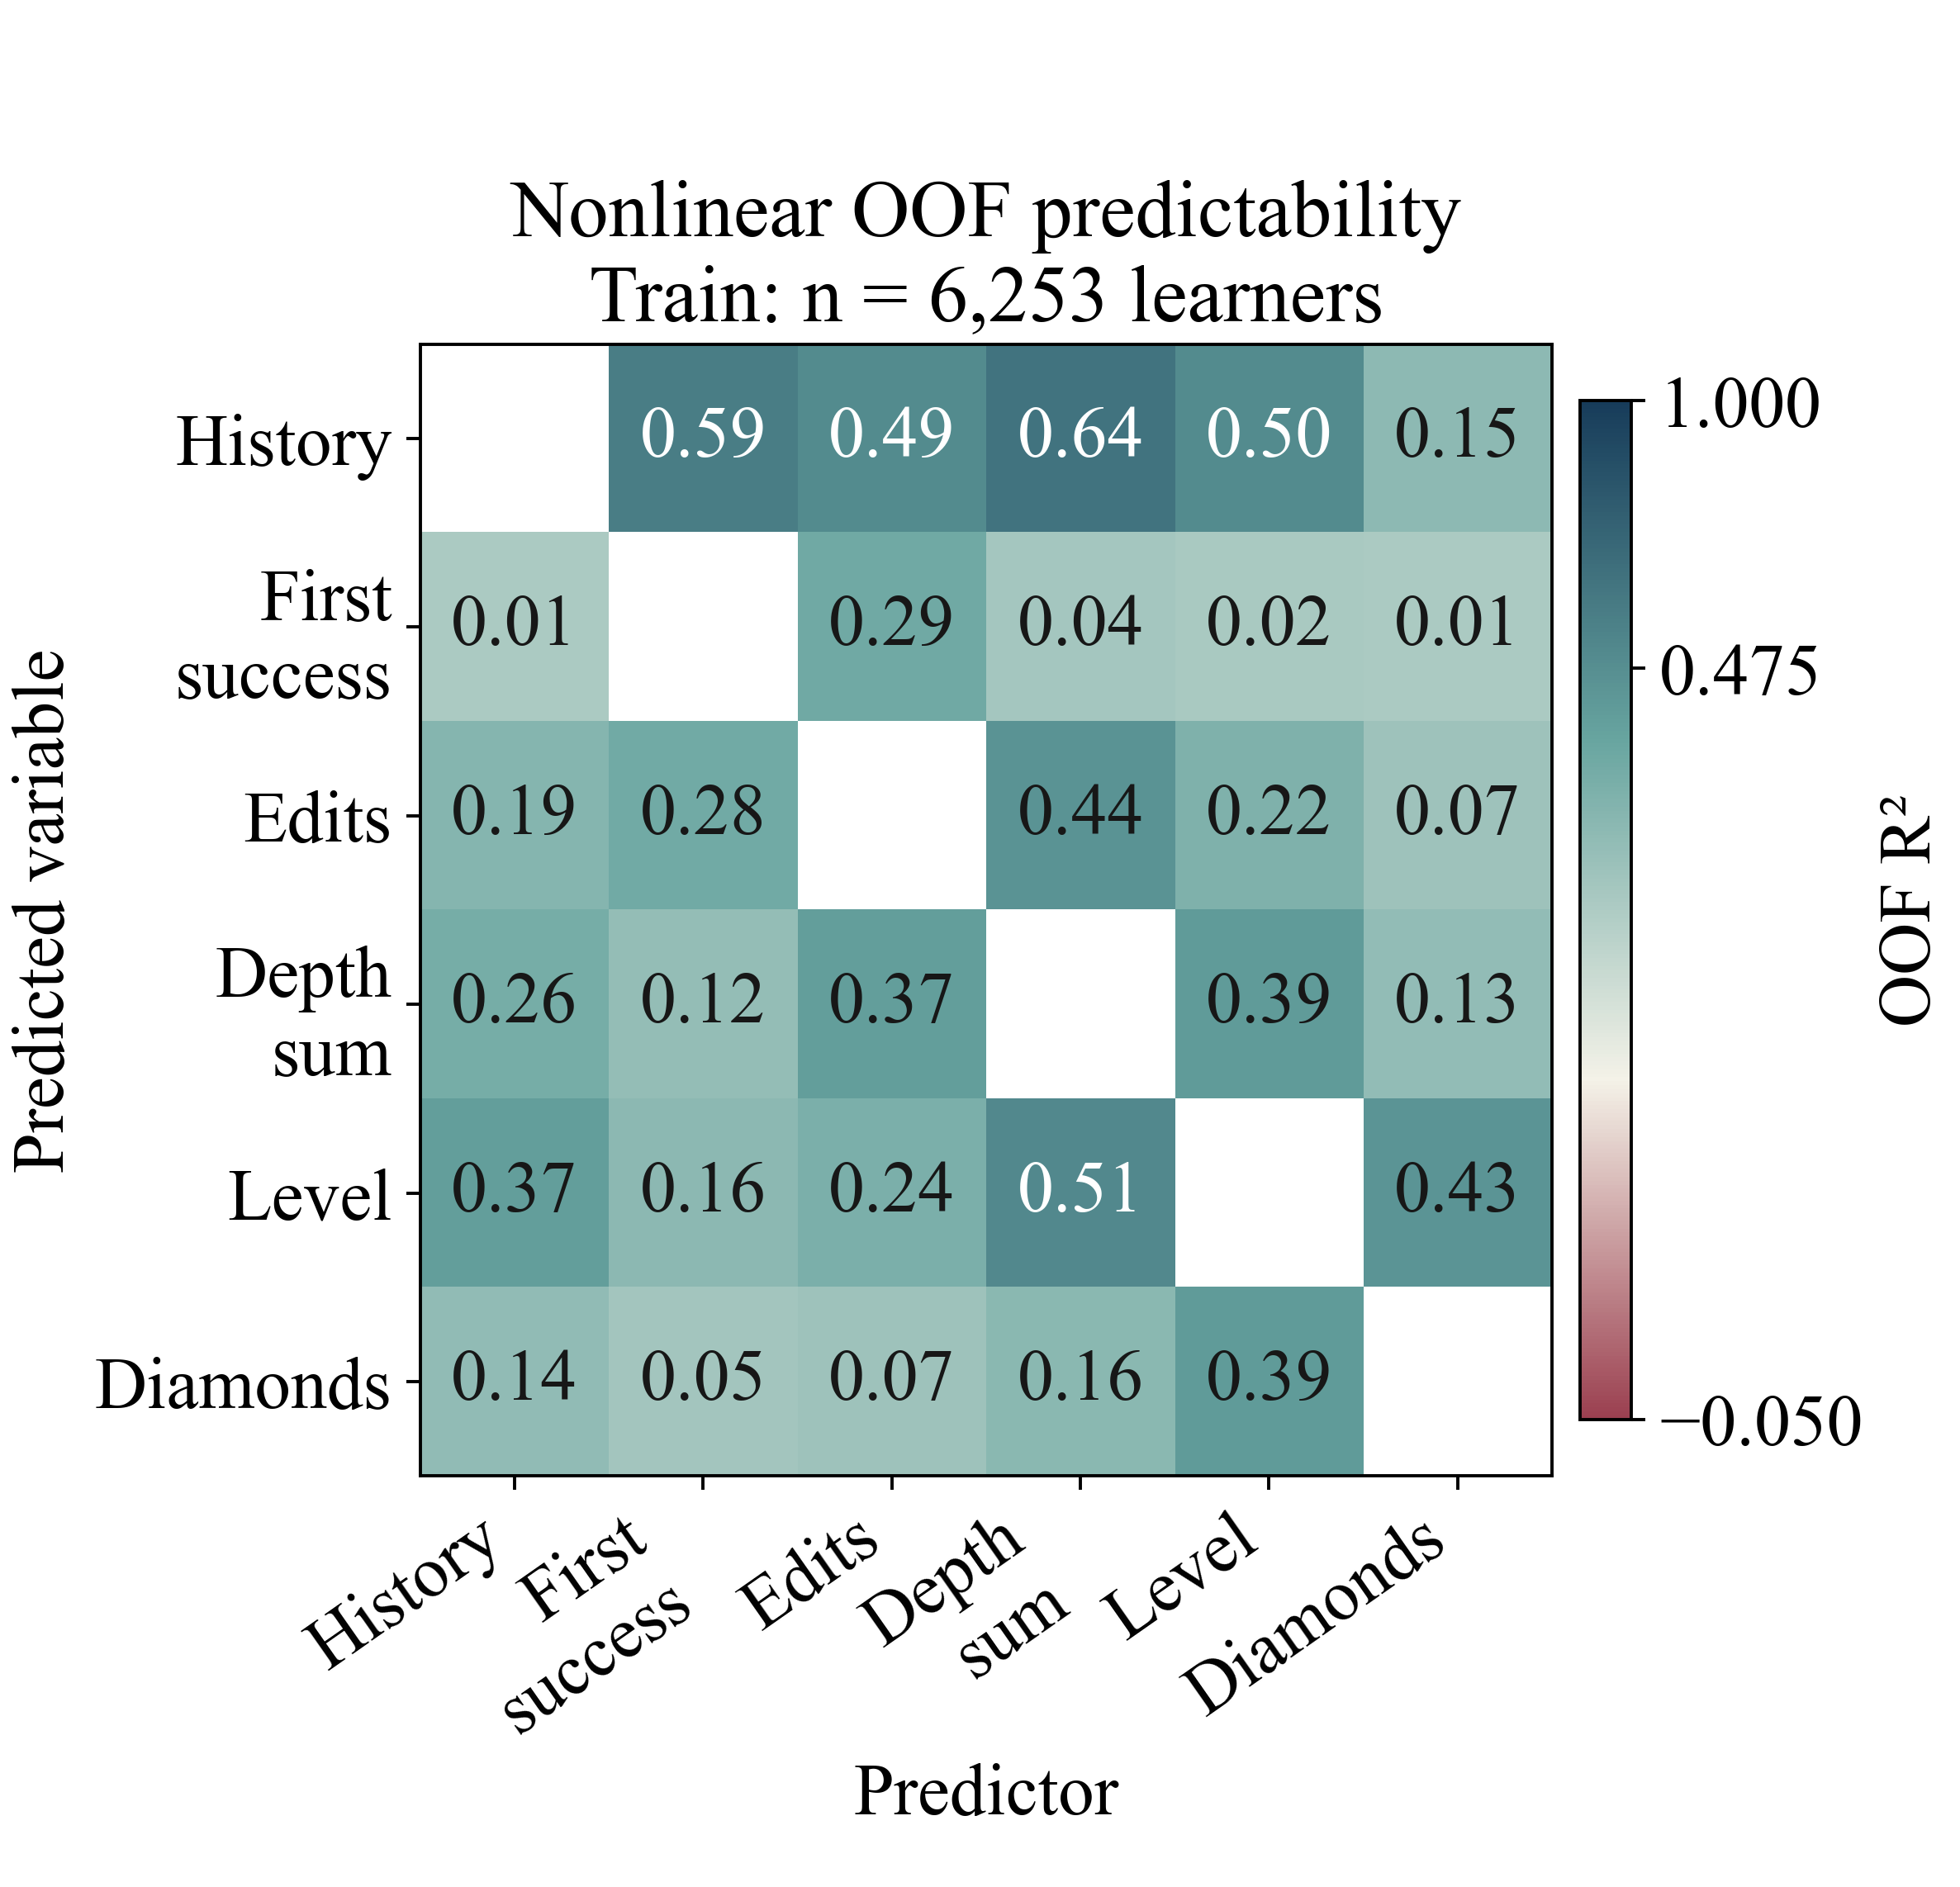 Nonlinear OOF predictability
Train: n = 6,253 learners
History
0.59 0.49 0.64 0.50 0.15
First
success
0.01 0.29 0.04 0.02 0.01
Edits
0.19 0.28 0.44 0.22 0.07
Depth
sum
0.26 0.12 0.37 0.39 0.13
Level
0.37 0.16 0.24 0.51 0.43
Diamonds
0.14 0.05 0.07 0.16 0.39
Predicted variable
History
First
success
Edits
Depth
sum
Level
Diamonds
Predictor
1.000
0.475
−0.050
OOF R²